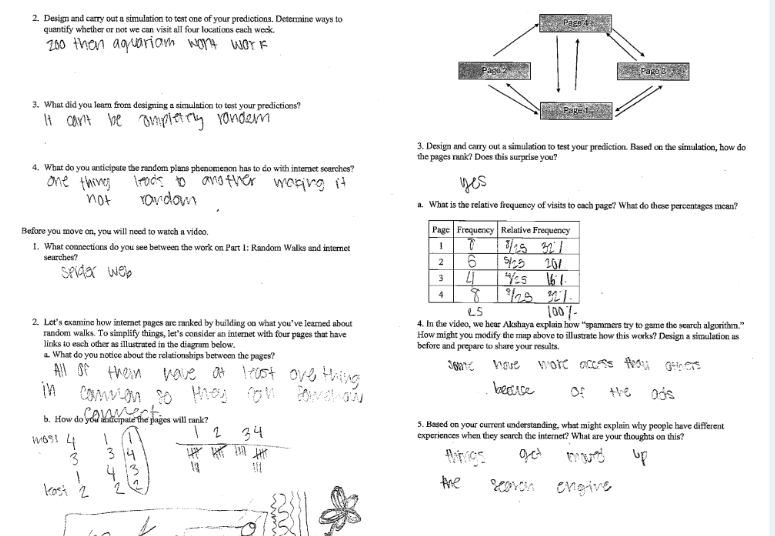 2. Design and carry out a simulation to test one of your predictions. Determine ways to
quantify whether or not we can visit all four locations each week.
zoo then aquariam wont work
3. What did you learn from designing a simulation to test your predictions?
It cant be completely random
4. What do you anticipate the random plans phenomenon has to do with internet searches?
one thing leads to another making it
not random
Before you move on, you will need to watch a video.
1. What connections do you see between the work on Part 1: Random Walks and internet
searches?
Spider web
2. Let's examine how internet pages are ranked by building on what you've learned about
random walks. To simplify things, let's consider an internet with four pages that have
links to each other as illustrated in the diagram below.
a. What do you notice about the relationships between the pages?
All of them have at least one thing
in common so they can somehow
connect.
b. How do you anticipate the pages will rank?
most 4 1 1
3 3 4
1 4 3
least 2 2 2
1 2 3 4
Page 4
Page 2
Page 3
Page 1
3. Design and carry out a simulation to test your prediction. Based on the simulation, how do
the pages rank? Does this surprise you?
yes
a. What is the relative frequency of visits to each page? What do these percentages mean?
Page Frequency Relative Frequency
1 8 8/25 32%
2 6 5/25 20%
3 4 4/25 16%
4 8 8/25 32%
25 100%
4. In the video, we hear Akshaya explain how "spammers try to game the search algorithm."
How might you modify the map above to illustrate how this works? Design a simulation as
before and prepare to share your results.
some have more access than others
becaise of the ads
5. Based on your current understanding, what might explain why people have different
experiences when they search the internet? What are your thoughts on this?
things get moved up
the search engine